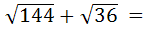 √144 + √36 =